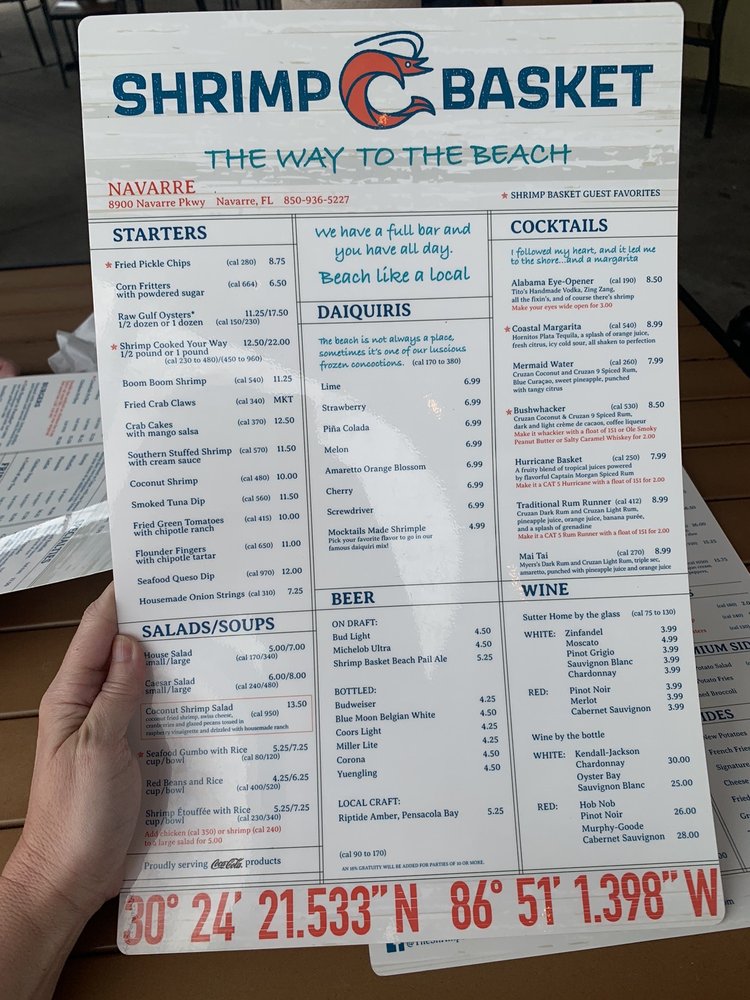 SHRIMP BASKET
THE WAY TO THE BEACH
NAVARRE
8900 Navarre Pkwy Navarre, FL 850-936-5227
* SHRIMP BASKET GUEST FAVORITES
STARTERS
* Fried Pickle Chips (cal 280) 8.75
Corn Fritters (cal 664) 6.50
with powdered sugar
Raw Gulf Oysters* 11.25/17.50
1/2 dozen or 1 dozen (cal 150/230)
* Shrimp Cooked Your Way 12.50/22.00
1/2 pound or 1 pound
(cal 230 to 480)/(450 to 960)
Boom Boom Shrimp (cal 540) 11.25
Fried Crab Claws (cal 340) MKT
Crab Cakes (cal 370) 12.50
with mango salsa
Southern Stuffed Shrimp (cal 570) 11.50
with cream sauce
Coconut Shrimp (cal 480) 10.00
Smoked Tuna Dip (cal 560) 11.50
Fried Green Tomatoes (cal 415) 10.00
with chipotle ranch
Flounder Fingers (cal 650) 11.00
with chipotle tartar
Seafood Queso Dip (cal 970) 12.00
Housemade Onion Strings (cal 310) 7.25
SALADS/SOUPS
House Salad 5.00/7.00
small/large (cal 170/340)
Caesar Salad 6.00/8.00
small/large (cal 240/480)
Coconut Shrimp Salad 13.50
coconut fried shrimp, swiss cheese, (cal 950)
cranberries and glazed pecans tossed in
raspberry vinaigrette and drizzled with housemade ranch
* Seafood Gumbo with Rice 5.25/7.25
cup/bowl (cal 80/120)
Red Beans and Rice 4.25/6.25
cup/bowl (cal 400/520)
Shrimp Étouffée with Rice 5.25/7.25
cup/bowl (cal 230/340)
Add chicken (cal 350) or shrimp (cal 240)
to a large salad for 5.00
Proudly serving Coca-Cola products
We have a full bar and
you have all day.
Beach like a local
DAIQUIRIS
The beach is not always a place,
sometimes it's one of our luscious
frozen concoctions. (cal 170 to 380)
Lime 6.99
Strawberry 6.99
Piña Colada 6.99
Melon 6.99
Amaretto Orange Blossom 6.99
Cherry 6.99
Screwdriver 6.99
Mocktails Made Shrimple 4.99
Pick your favorite flavor to go in our
famous daiquiri mix!
BEER
ON DRAFT:
Bud Light 4.50
Michelob Ultra 4.50
Shrimp Basket Beach Pail Ale 5.25
BOTTLED:
Budweiser 4.25
Blue Moon Belgian White 4.50
Coors Light 4.25
Miller Lite 4.25
Corona 4.50
Yuengling 4.50
LOCAL CRAFT:
Riptide Amber, Pensacola Bay 5.25
(cal 90 to 170)
AN 18% GRATUITY WILL BE ADDED FOR PARTIES OF 10 OR MORE.
COCKTAILS
I followed my heart, and it led me
to the shore...and a margarita
Alabama Eye-Opener (cal 190) 8.50
Tito's Handmade Vodka, Zing Zang,
all the fixin's, and of course there's shrimp
Make your eyes wide open for 3.00
* Coastal Margarita (cal 540) 8.99
Hornitos Plata Tequila, a splash of orange juice,
fresh citrus, icy cold sour, all shaken to perfection
Mermaid Water (cal 260) 7.99
Cruzan Coconut and Cruzan 9 Spiced Rum,
Blue Curaçao, sweet pineapple, punched
with tangy citrus
* Bushwhacker (cal 530) 8.50
Cruzan Coconut & Cruzan 9 Spiced Rum,
dark and light crème de cacaos, coffee liqueur
Make it whackier with a float of 151 or Ole Smoky
Peanut Butter or Salty Caramel Whiskey for 2.00
Hurricane Basket (cal 250) 7.99
A fruity blend of tropical juices powered
by flavorful Captain Morgan Spiced Rum
Make it a CAT 5 Hurricane with a float of 151 for 2.00
Traditional Rum Runner (cal 412) 8.99
Cruzan Dark Rum and Cruzan Light Rum,
pineapple juice, orange juice, banana purée,
and a splash of grenadine
Make it a CAT 5 Rum Runner with a float of 151 for 2.00
Mai Tai (cal 270) 8.99
Myers's Dark Rum and Cruzan Light Rum, triple sec,
amaretto, punched with pineapple juice and orange juice
WINE
Sutter Home by the glass (cal 75 to 130)
WHITE: Zinfandel 3.99
Moscato 4.99
Pinot Grigio 3.99
Sauvignon Blanc 3.99
Chardonnay 3.99
RED: Pinot Noir 3.99
Merlot 3.99
Cabernet Sauvignon 3.99
Wine by the bottle
WHITE: Kendall-Jackson
Chardonnay 30.00
Oyster Bay
Sauvignon Blanc 25.00
RED: Hob Nob
Pinot Noir 26.00
Murphy-Goode
Cabernet Sauvignon 28.00
30° 24' 21.533" N 86° 51' 1.398" W